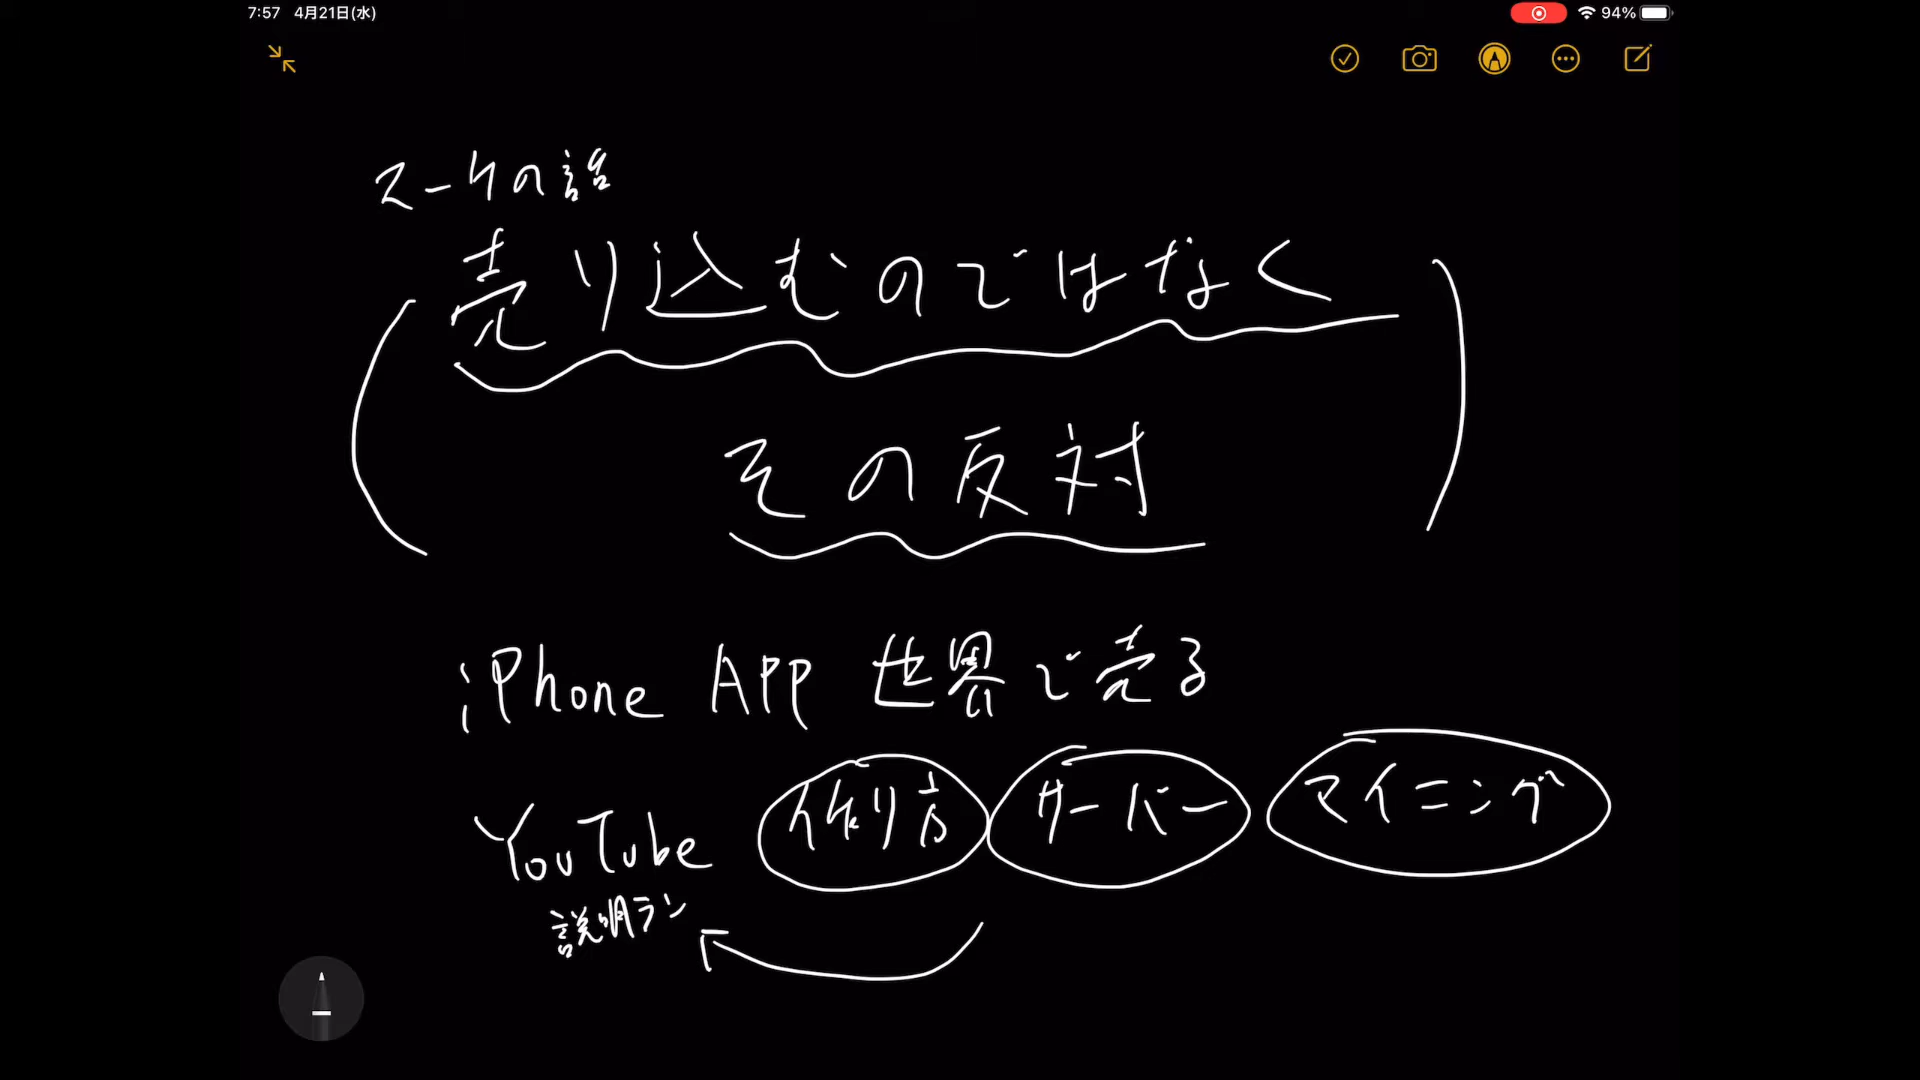 7:57 4月21日(水) 94%
マークの話
売り込むのではなく
その反対
iPhone APP 世界で売る
YouTube 作り方 サーバー マイニング
説明ラン